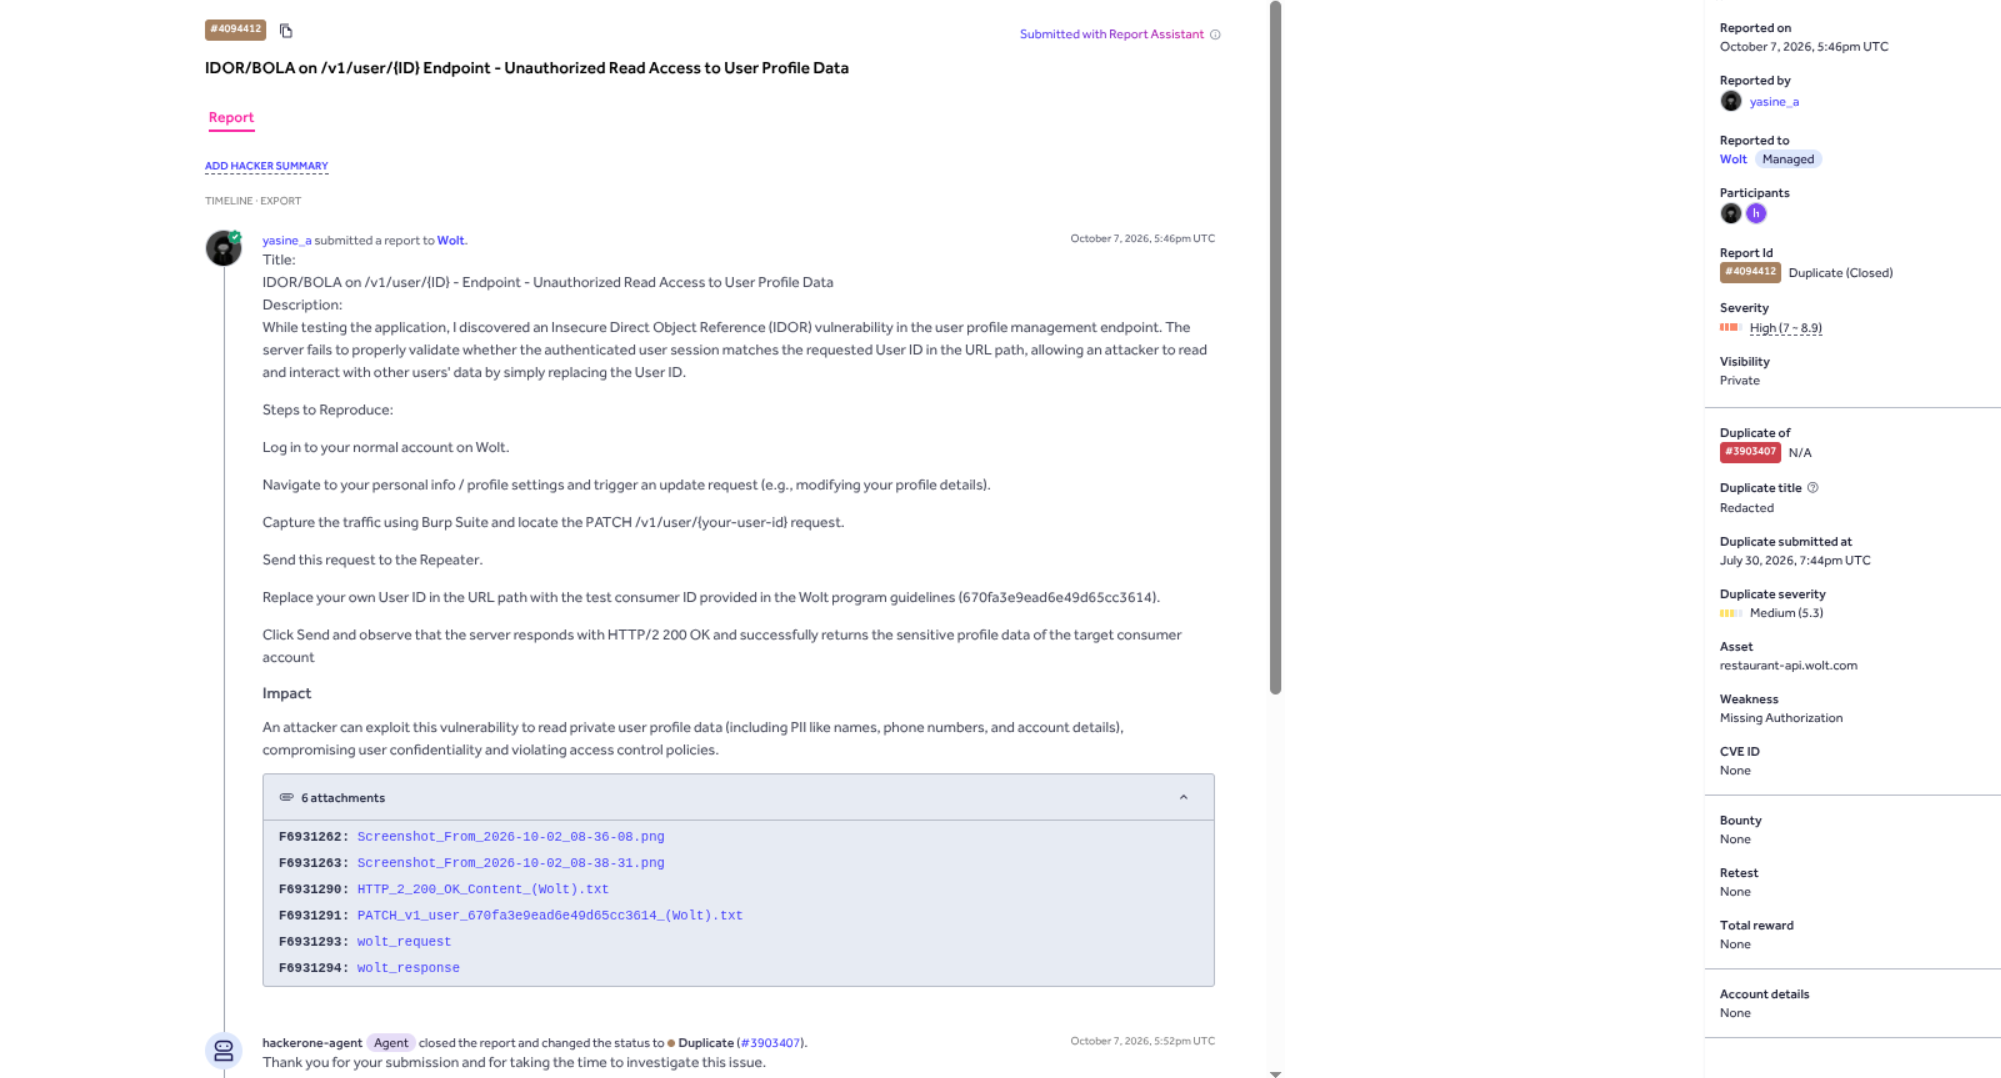 #4094412
Submitted with Report Assistant
IDOR/BOLA on /v1/user/{ID} Endpoint - Unauthorized Read Access to User Profile Data
Report
ADD HACKER SUMMARY
TIMELINE · EXPORT
yasine_a submitted a report to Wolt.
October 7, 2026, 5:46pm UTC
Title:
IDOR/BOLA on /v1/user/{ID} - Endpoint - Unauthorized Read Access to User Profile Data
Description:
While testing the application, I discovered an Insecure Direct Object Reference (IDOR) vulnerability in the user profile management endpoint. The
server fails to properly validate whether the authenticated user session matches the requested User ID in the URL path, allowing an attacker to read
and interact with other users' data by simply replacing the User ID.
Steps to Reproduce:
Log in to your normal account on Wolt.
Navigate to your personal info / profile settings and trigger an update request (e.g., modifying your profile details).
Capture the traffic using Burp Suite and locate the PATCH /v1/user/{your-user-id} request.
Send this request to the Repeater.
Replace your own User ID in the URL path with the test consumer ID provided in the Wolt program guidelines (670fa3e9ead6e49d65cc3614).
Click Send and observe that the server responds with HTTP/2 200 OK and successfully returns the sensitive profile data of the target consumer
account
Impact
An attacker can exploit this vulnerability to read private user profile data (including PII like names, phone numbers, and account details),
compromising user confidentiality and violating access control policies.
6 attachments
F6931262: Screenshot_From_2026-10-02_08-36-08.png
F6931263: Screenshot_From_2026-10-02_08-38-31.png
F6931290: HTTP_2_200_OK_Content_(Wolt).txt
F6931291: PATCH_v1_user_670fa3e9ead6e49d65cc3614_(Wolt).txt
F6931293: wolt_request
F6931294: wolt_response
hackerone-agent Agent closed the report and changed the status to Duplicate (#3903407).
October 7, 2026, 5:52pm UTC
Thank you for your submission and for taking the time to investigate this issue.
Reported on
October 7, 2026, 5:46pm UTC
Reported by
yasine_a
Reported to
Wolt Managed
Participants
h
Report Id
#4094412 Duplicate (Closed)
Severity
High (7 ~ 8.9)
Visibility
Private
Duplicate of
#3903407 N/A
Duplicate title
Redacted
Duplicate submitted at
July 30, 2026, 7:44pm UTC
Duplicate severity
Medium (5.3)
Asset
restaurant-api.wolt.com
Weakness
Missing Authorization
CVE ID
None
Bounty
None
Retest
None
Total reward
None
Account details
None